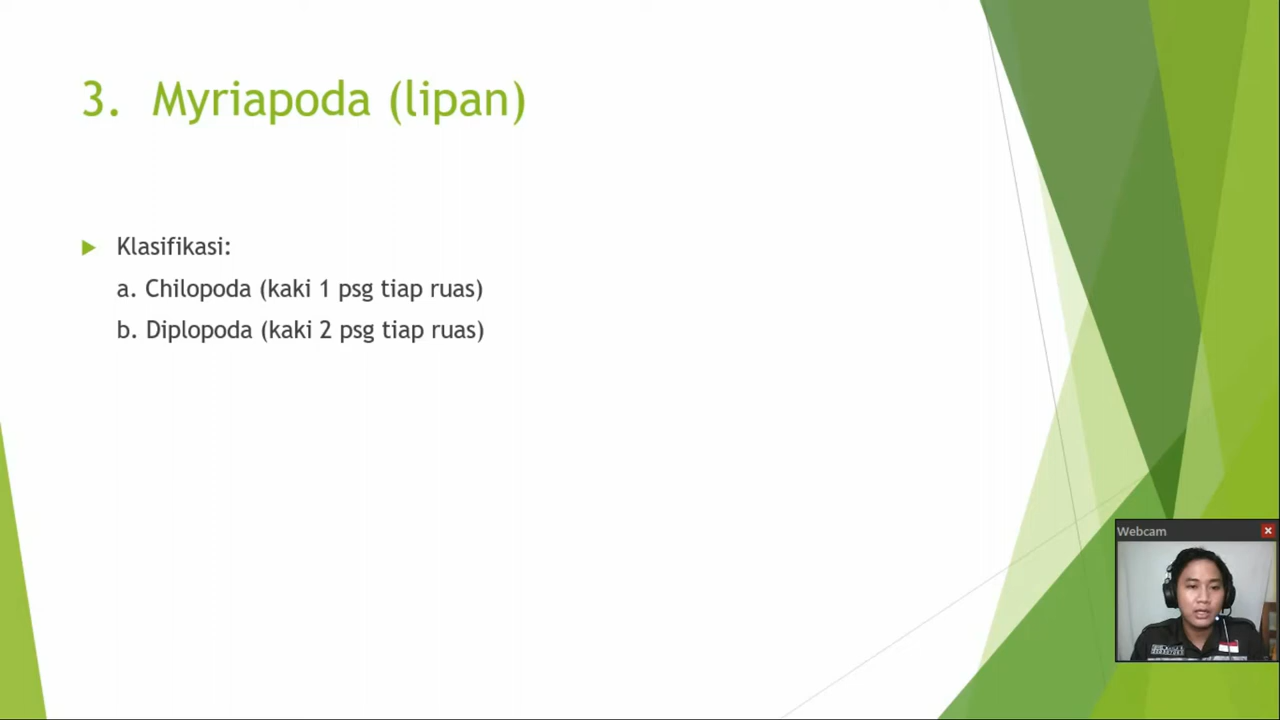 3. Myriapoda (lipan)
Klasifikasi:
a. Chilopoda (kaki 1 psg tiap ruas)
b. Diplopoda (kaki 2 psg tiap ruas)
Webcam